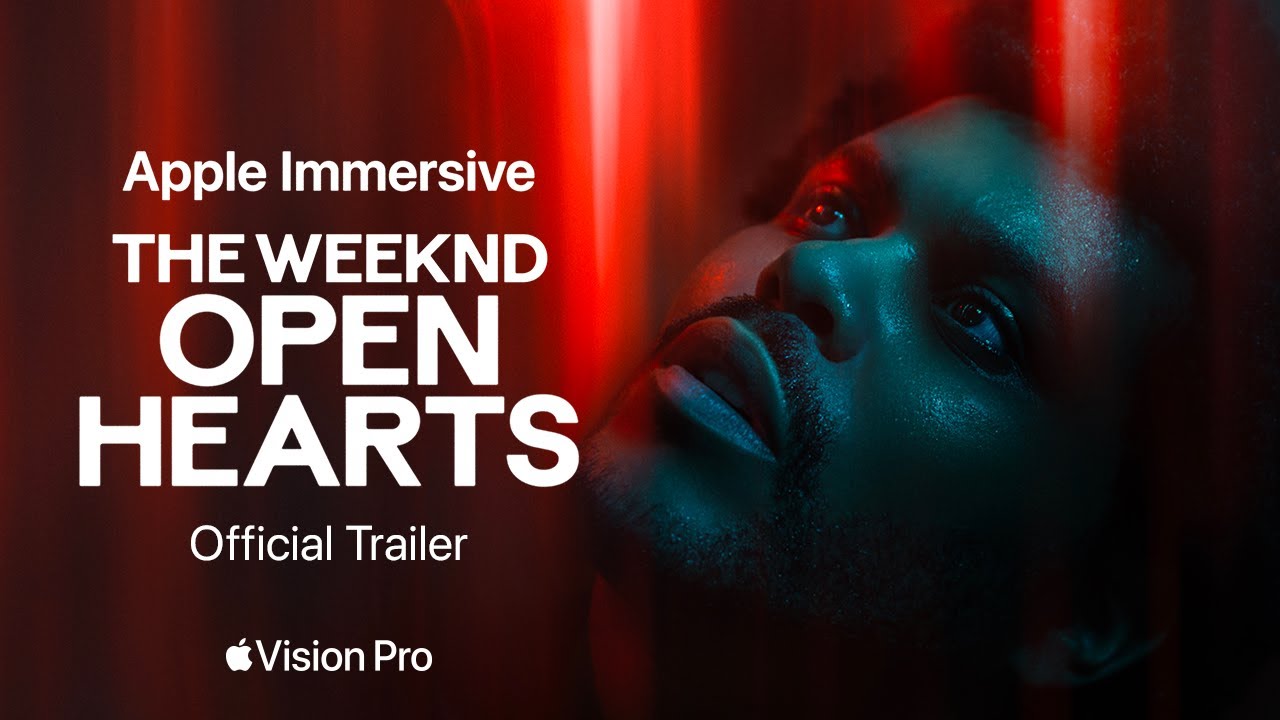 Apple Immersive
THE WEEKND
OPEN
HEARTS
Official Trailer
Vision Pro